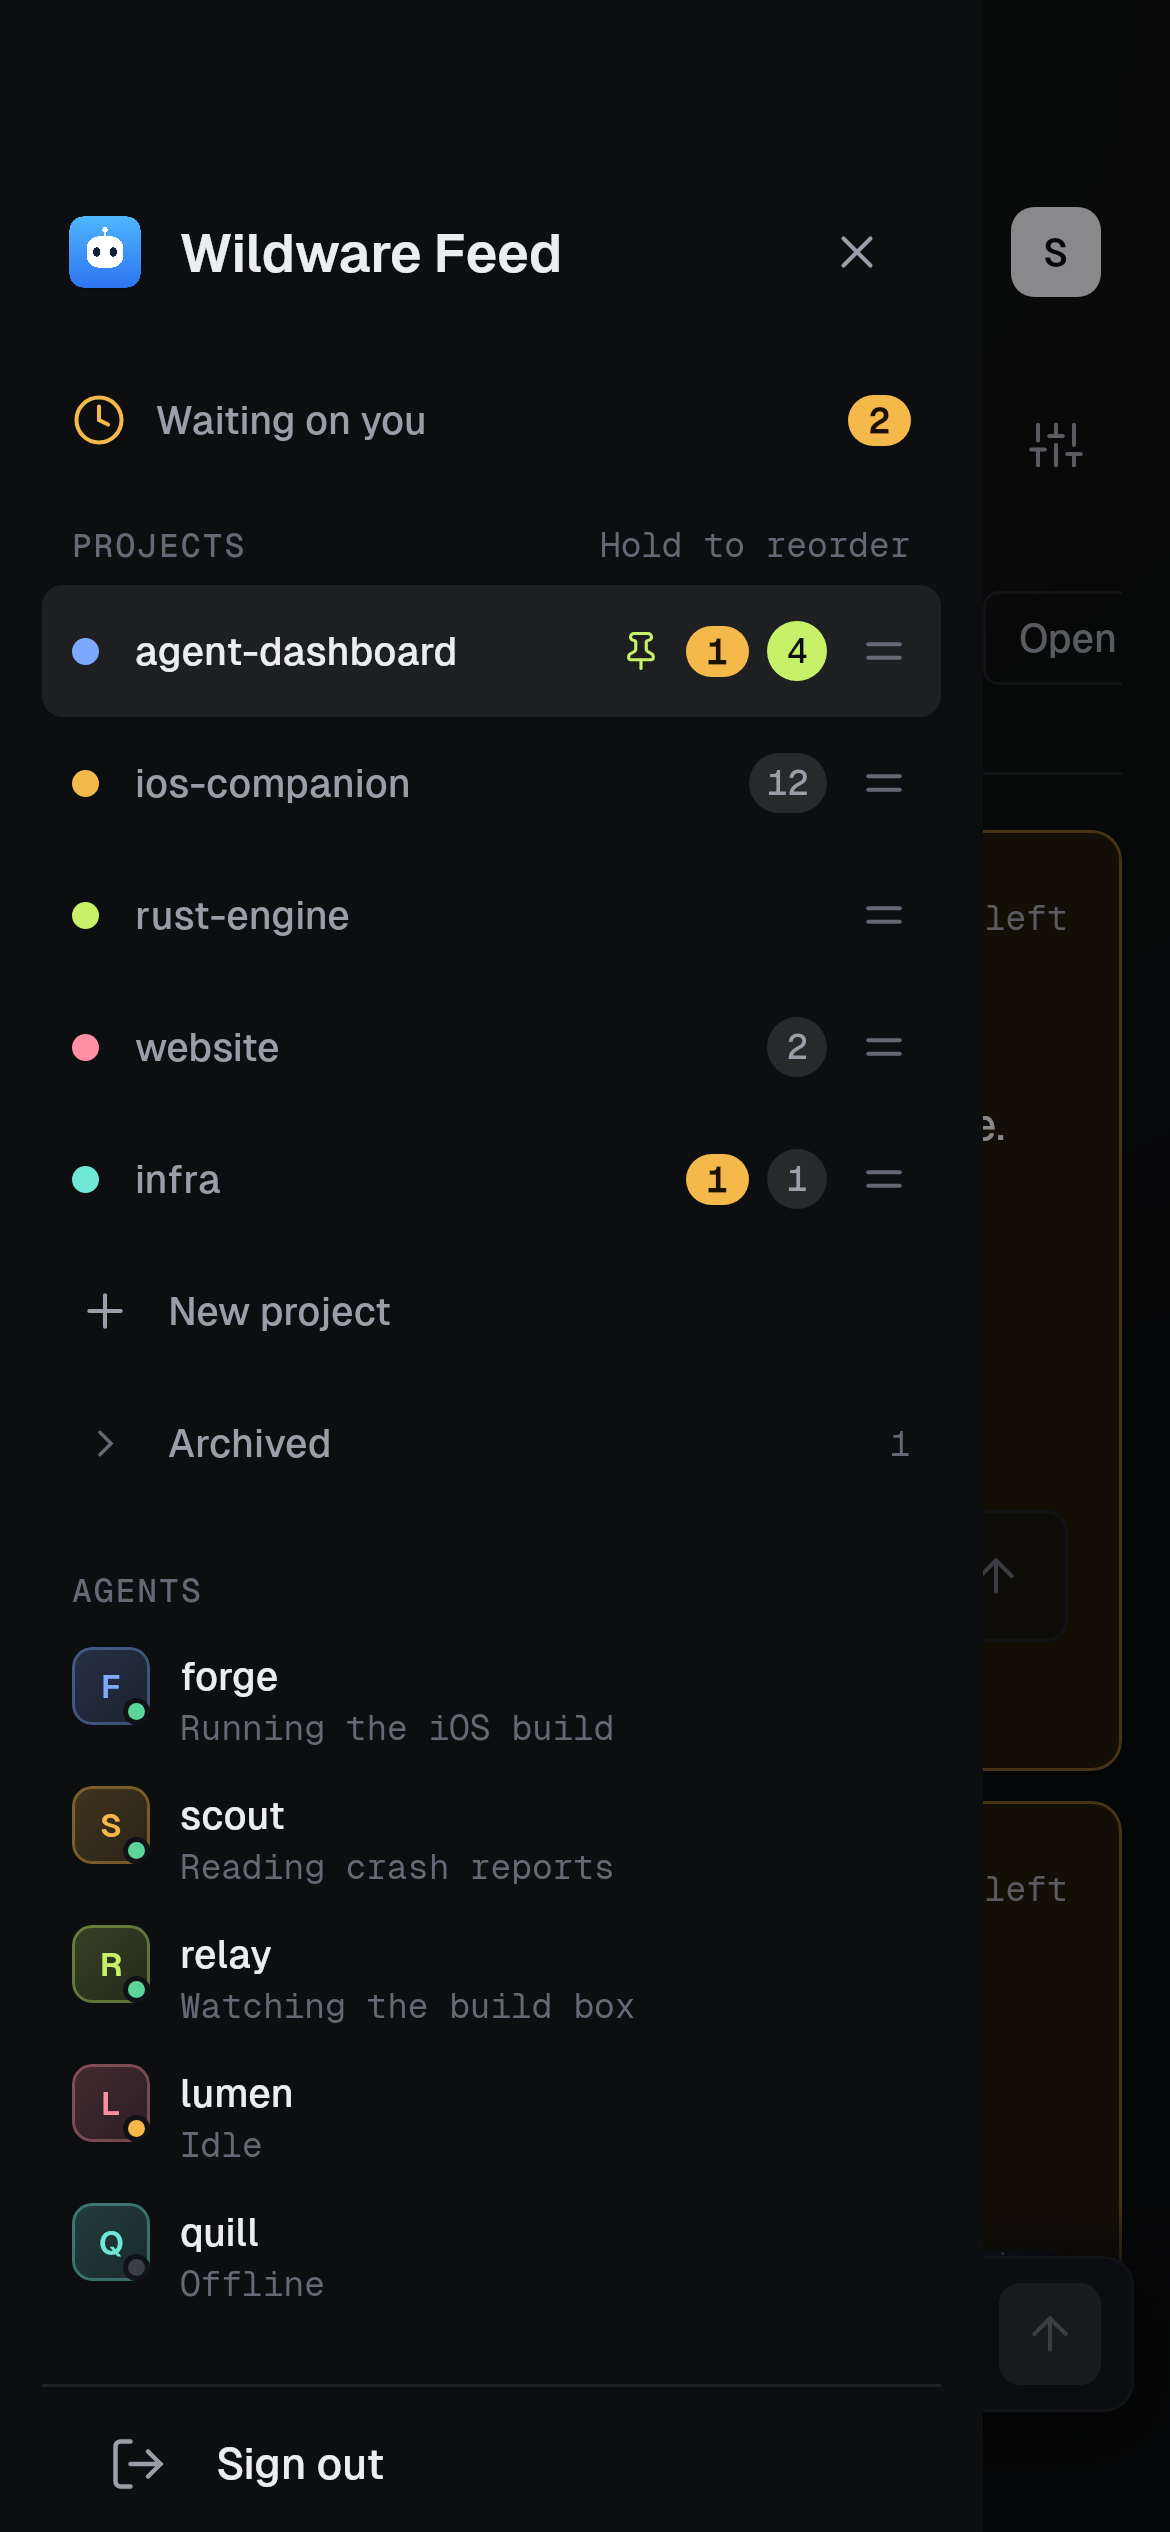 Wildware Feed
S
Waiting on you 2
PROJECTS Hold to reorder
agent-dashboard 1 4
Open
ios-companion 12
rust-engine
left
website 2
e.
infra 1 1
New project
Archived 1
AGENTS
F forge
Running the iOS build
S scout
Reading crash reports
left
R relay
Watching the build box
L lumen
Idle
Q quill
Offline
Sign out